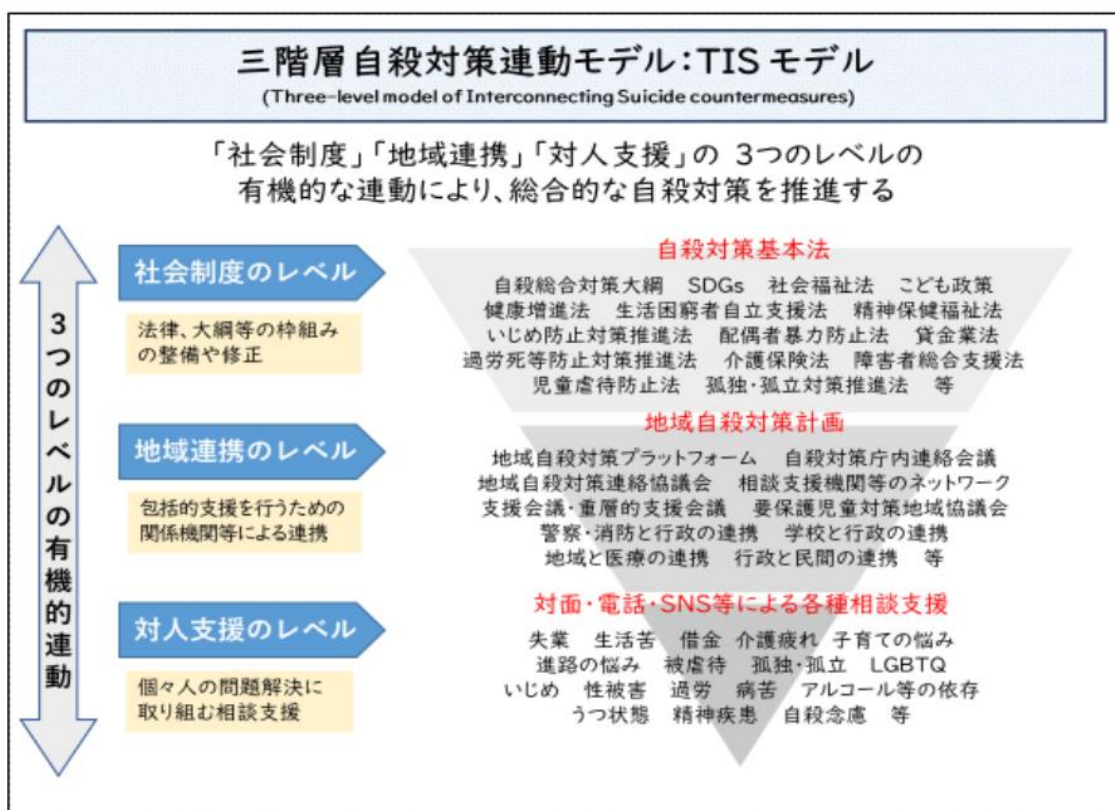 三階層自殺対策連動モデル：TISモデル
(Three-level model of Interconnecting Suicide countermeasures)
「社会制度」「地域連携」「対人支援」の 3つのレベルの
有機的な連動により、総合的な自殺対策を推進する
3つのレベルの有機的連動
社会制度のレベル
法律、大綱等の枠組み
の整備や修正
自殺対策基本法
自殺総合対策大綱 SDGs 社会福祉法 こども政策
健康増進法 生活困窮者自立支援法 精神保健福祉法
いじめ防止対策推進法 配偶者暴力防止法 貸金業法
過労死等防止対策推進法 介護保険法 障害者総合支援法
児童虐待防止法 孤独・孤立対策推進法 等
地域連携のレベル
包括的支援を行うための
関係機関等による連携
地域自殺対策計画
地域自殺対策プラットフォーム 自殺対策庁内連絡会議
地域自殺対策連絡協議会 相談支援機関等のネットワーク
支援会議・重層的支援会議 要保護児童対策地域協議会
警察・消防と行政の連携 学校と行政の連携
地域と医療の連携 行政と民間の連携 等
対人支援のレベル
個々人の問題解決に
取り組む相談支援
対面・電話・SNS等による各種相談支援
失業 生活苦 借金 介護疲れ 子育ての悩み
進路の悩み 被虐待 孤独・孤立 LGBTQ
いじめ 性被害 過労 病苦 アルコール等の依存
うつ状態 精神疾患 自殺念慮 等